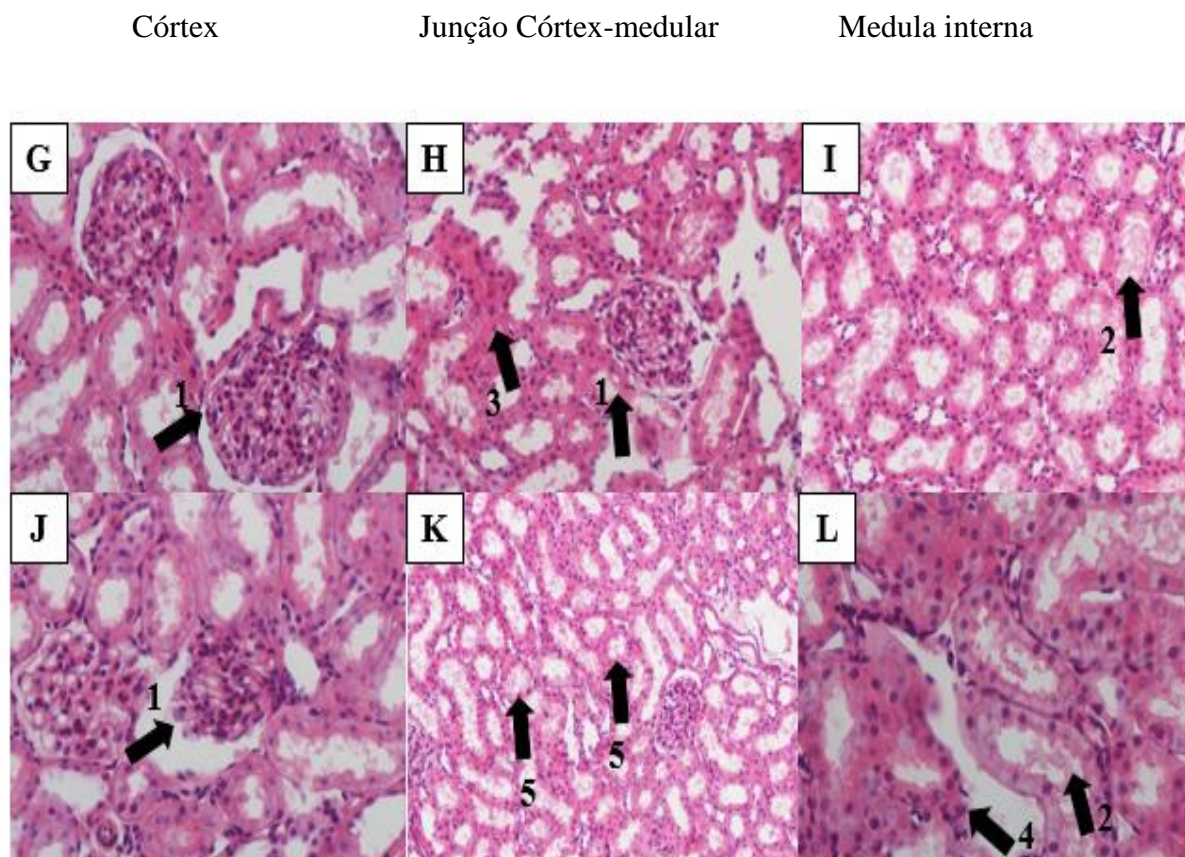 Córtex Junção Córtex-medular Medula interna
G H I
1 3 1 2
J K L
1 5 5 4 2